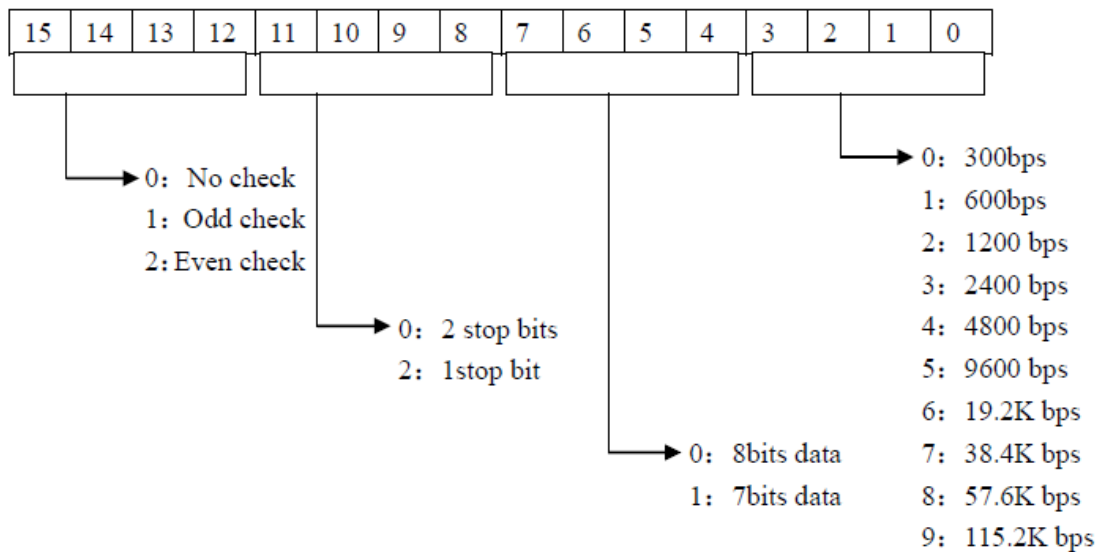 15 14 13 12 11 10 9 8 7 6 5 4 3 2 1 0
0: No check
1: Odd check
2:Even check
0: 2 stop bits
2: 1stop bit
0: 8bits data
1: 7bits data
0: 300bps
1: 600bps
2: 1200 bps
3: 2400 bps
4: 4800 bps
5: 9600 bps
6: 19.2K bps
7: 38.4K bps
8: 57.6K bps
9: 115.2K bps